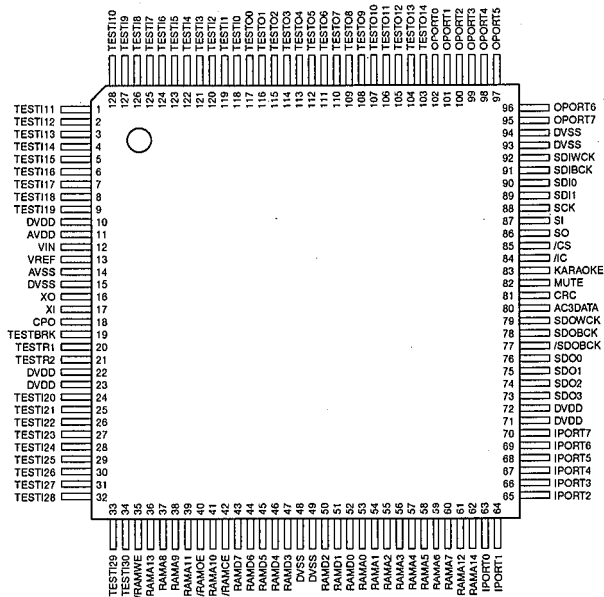 TESTI10
TESTI9
TESTI8
TESTI7
TESTI6
TESTI5
TESTI4
TESTI3
TESTI2
TESTI1
TESTI0
TESTO0
TESTO1
TESTO2
TESTO3
TESTO4
TESTO5
TESTO6
TESTO7
TESTO8
TESTO9
TESTO10
TESTO11
TESTO12
TESTO13
TESTO14
OPORT0
OPORT1
OPORT2
OPORT3
OPORT4
OPORT5
128
127
126
125
124
123
122
121
120
119
118
117
116
115
114
113
112
111
110
109
108
107
106
105
104
103
102
101
100
99
98
97
TESTI11 1
TESTI12 2
TESTI13 3
TESTI14 4
TESTI15 5
TESTI16 6
TESTI17 7
TESTI18 8
TESTI19 9
DVDD 10
AVDD 11
VIN 12
VREF 13
AVSS 14
DVSS 15
XO 16
XI 17
CPO 18
TESTBRK 19
TESTR1 20
TESTR2 21
DVDD 22
DVDD 23
TESTI20 24
TESTI21 25
TESTI22 26
TESTI23 27
TESTI24 28
TESTI25 29
TESTI26 30
TESTI27 31
TESTI28 32
96 OPORT6
95 OPORT7
94 DVSS
93 DVSS
92 SDIWCK
91 SDIBCK
90 SDI0
89 SDI1
88 SCK
87 SI
86 SO
85 /CS
84 /IC
83 KARAOKE
82 MUTE
81 CRC
80 AC3DATA
79 SDOWCK
78 SDOBCK
77 /SDOBCK
76 SDO0
75 SDO1
74 SDO2
73 SDO3
72 DVDD
71 DVDD
70 IPORT7
69 IPORT6
68 IPORT5
67 IPORT4
66 IPORT3
65 IPORT2
33
34
35
36
37
38
39
40
41
42
43
44
45
46
47
48
49
50
51
52
53
54
55
56
57
58
59
60
61
62
63
64
TESTI29
TESTI30
/RAMWE
RAMA13
RAMA8
RAMA9
RAMA11
/RAMOE
RAMA10
/RAMCE
RAMD7
RAMD6
RAMD5
RAMD4
RAMD3
DVSS
DVSS
RAMD2
RAMD1
RAMD0
RAMA0
RAMA1
RAMA2
RAMA3
RAMA4
RAMA5
RAMA6
RAMA7
RAMA12
RAMA14
IPORT0
IPORT1